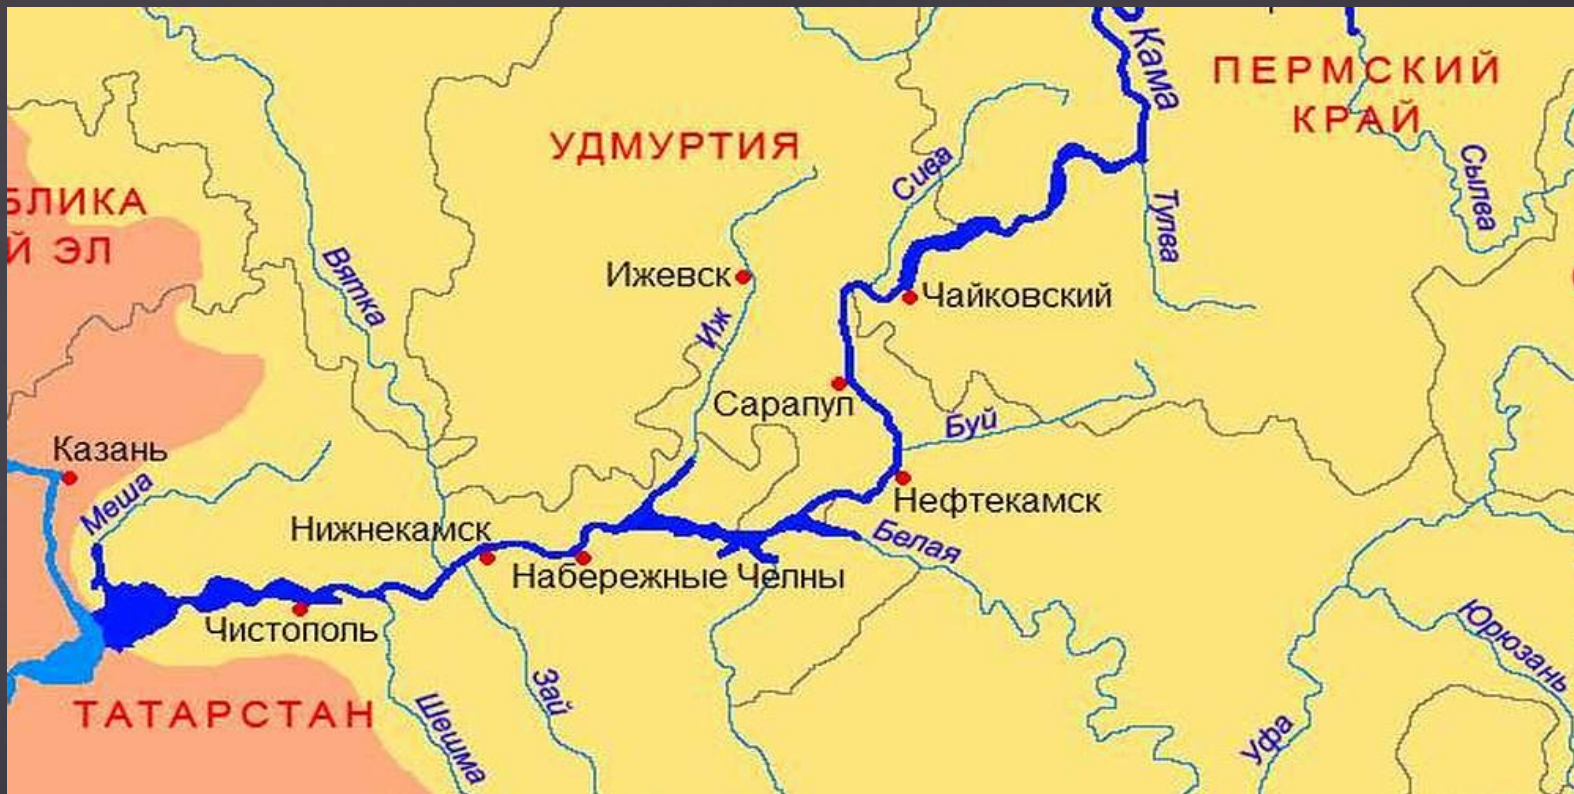 Кама
ПЕРМСКИЙ
КРАЙ
УДМУРТИЯ
Сива
Сылва
БЛИКА
Й ЭЛ
Тулва
Вятка
Ижевск
Чайковский
Иж
Сарапул
Буй
Казань
Меша
Нефтекамск
Нижнекамск
Белая
Набережные Челны
Чистополь
Юрюзань
Зай
ТАТАРСТАН
Шешма
Уфа